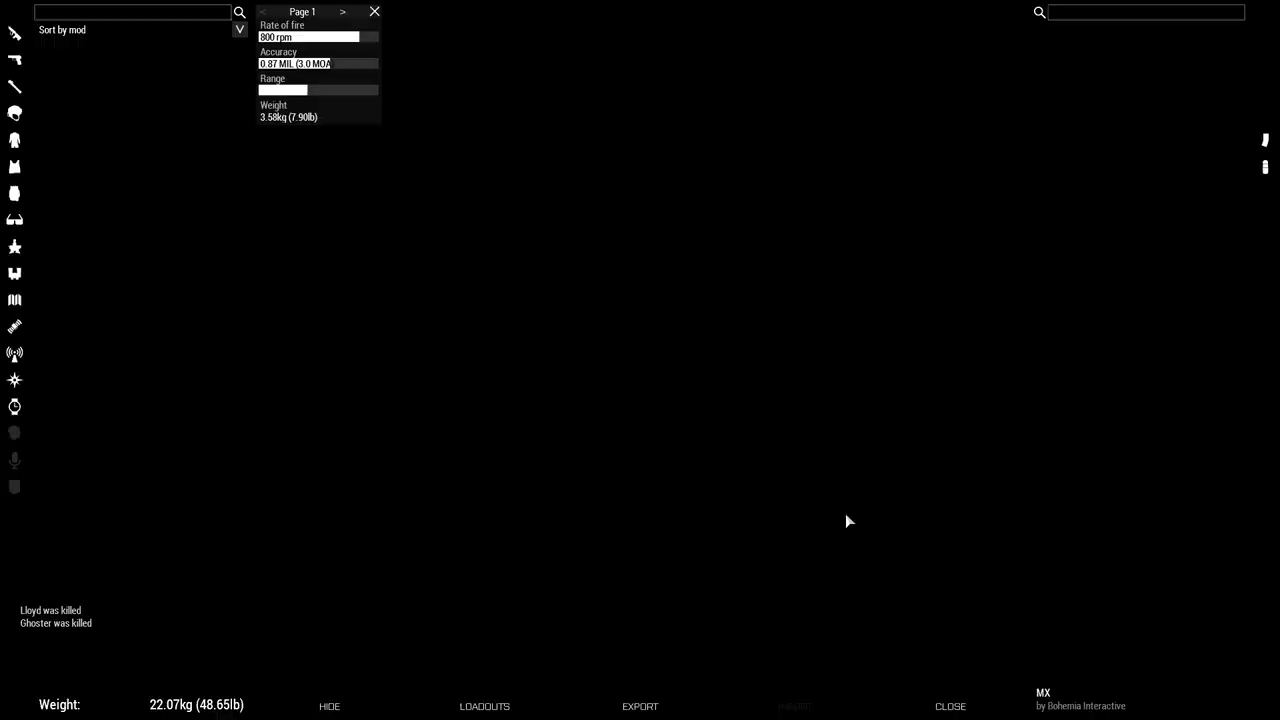 < Page 1 >
Sort by mod
Rate of fire
800 rpm
Accuracy
0.87 MIL (3.0 MOA
Range
Weight
3.58kg (7.90lb)
Lloyd was killed
Ghoster was killed
Weight: 22.07kg (48.65lb)
HIDE
LOADOUTS
EXPORT
CLOSE
MX
by Bohemia Interactive